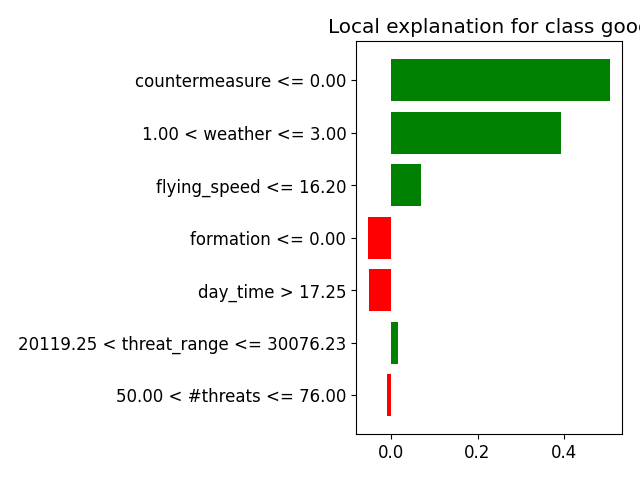 Local explanation for class good
countermeasure <= 0.00
1.00 < weather <= 3.00
flying_speed <= 16.20
formation <= 0.00
day_time > 17.25
20119.25 < threat_range <= 30076.23
50.00 < #threats <= 76.00
0.0 0.2 0.4